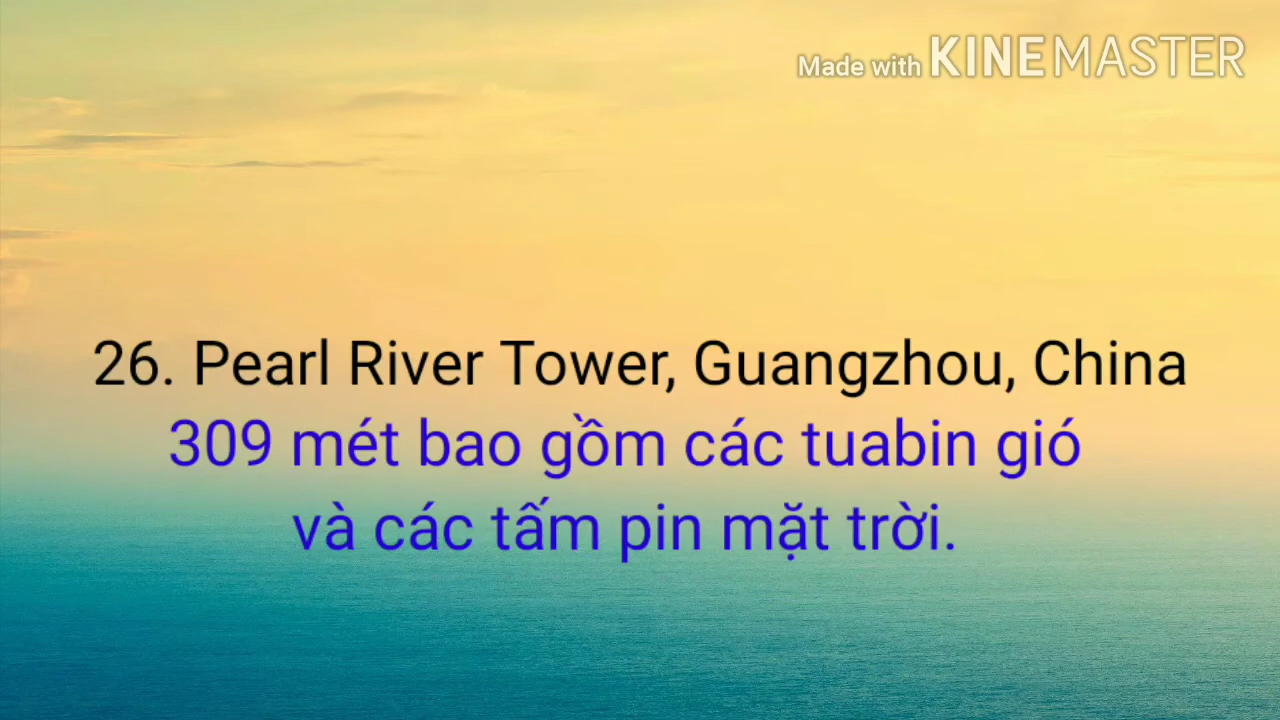 Made with KINEMASTER
26. Pearl River Tower, Guangzhou, China
309 mét bao gồm các tuabin gió
và các tấm pin mặt trời.